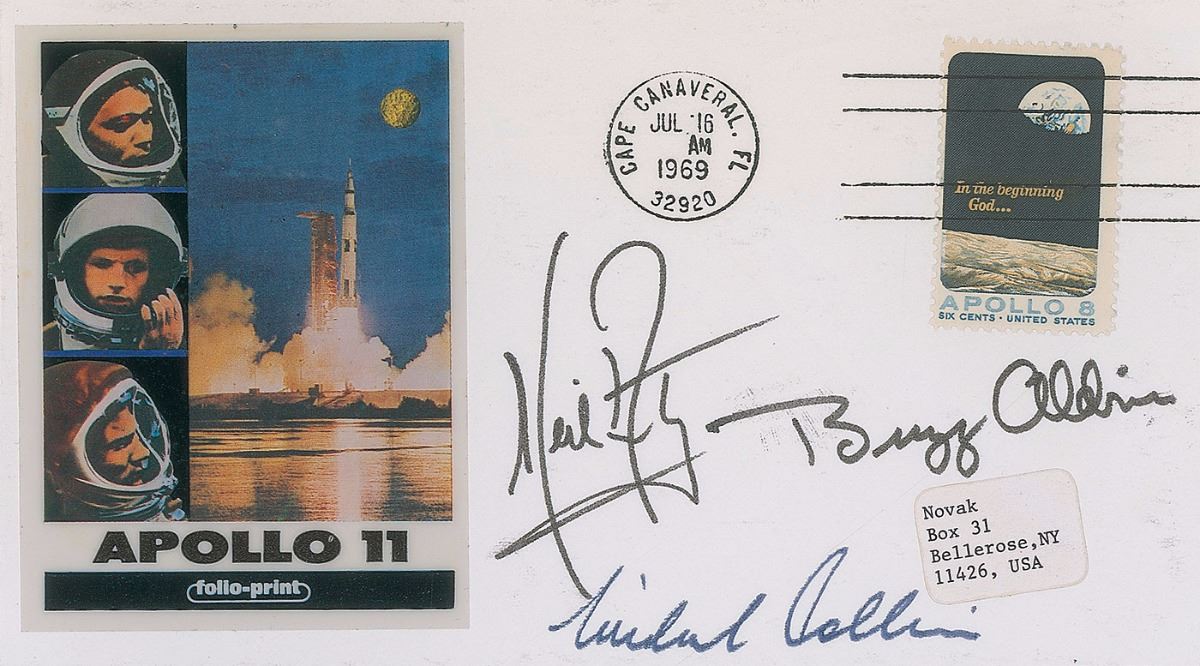 CAPE CANAVERAL. FL
JUL 16
AM
1969
32920
In the beginning
God...
APOLLO 8
SIX CENTS · UNITED STATES
Neil
Buzz Aldrin
Novak
Box 31
Bellerose, NY
11426, USA
Michael Collins
APOLLO 11
folio-print